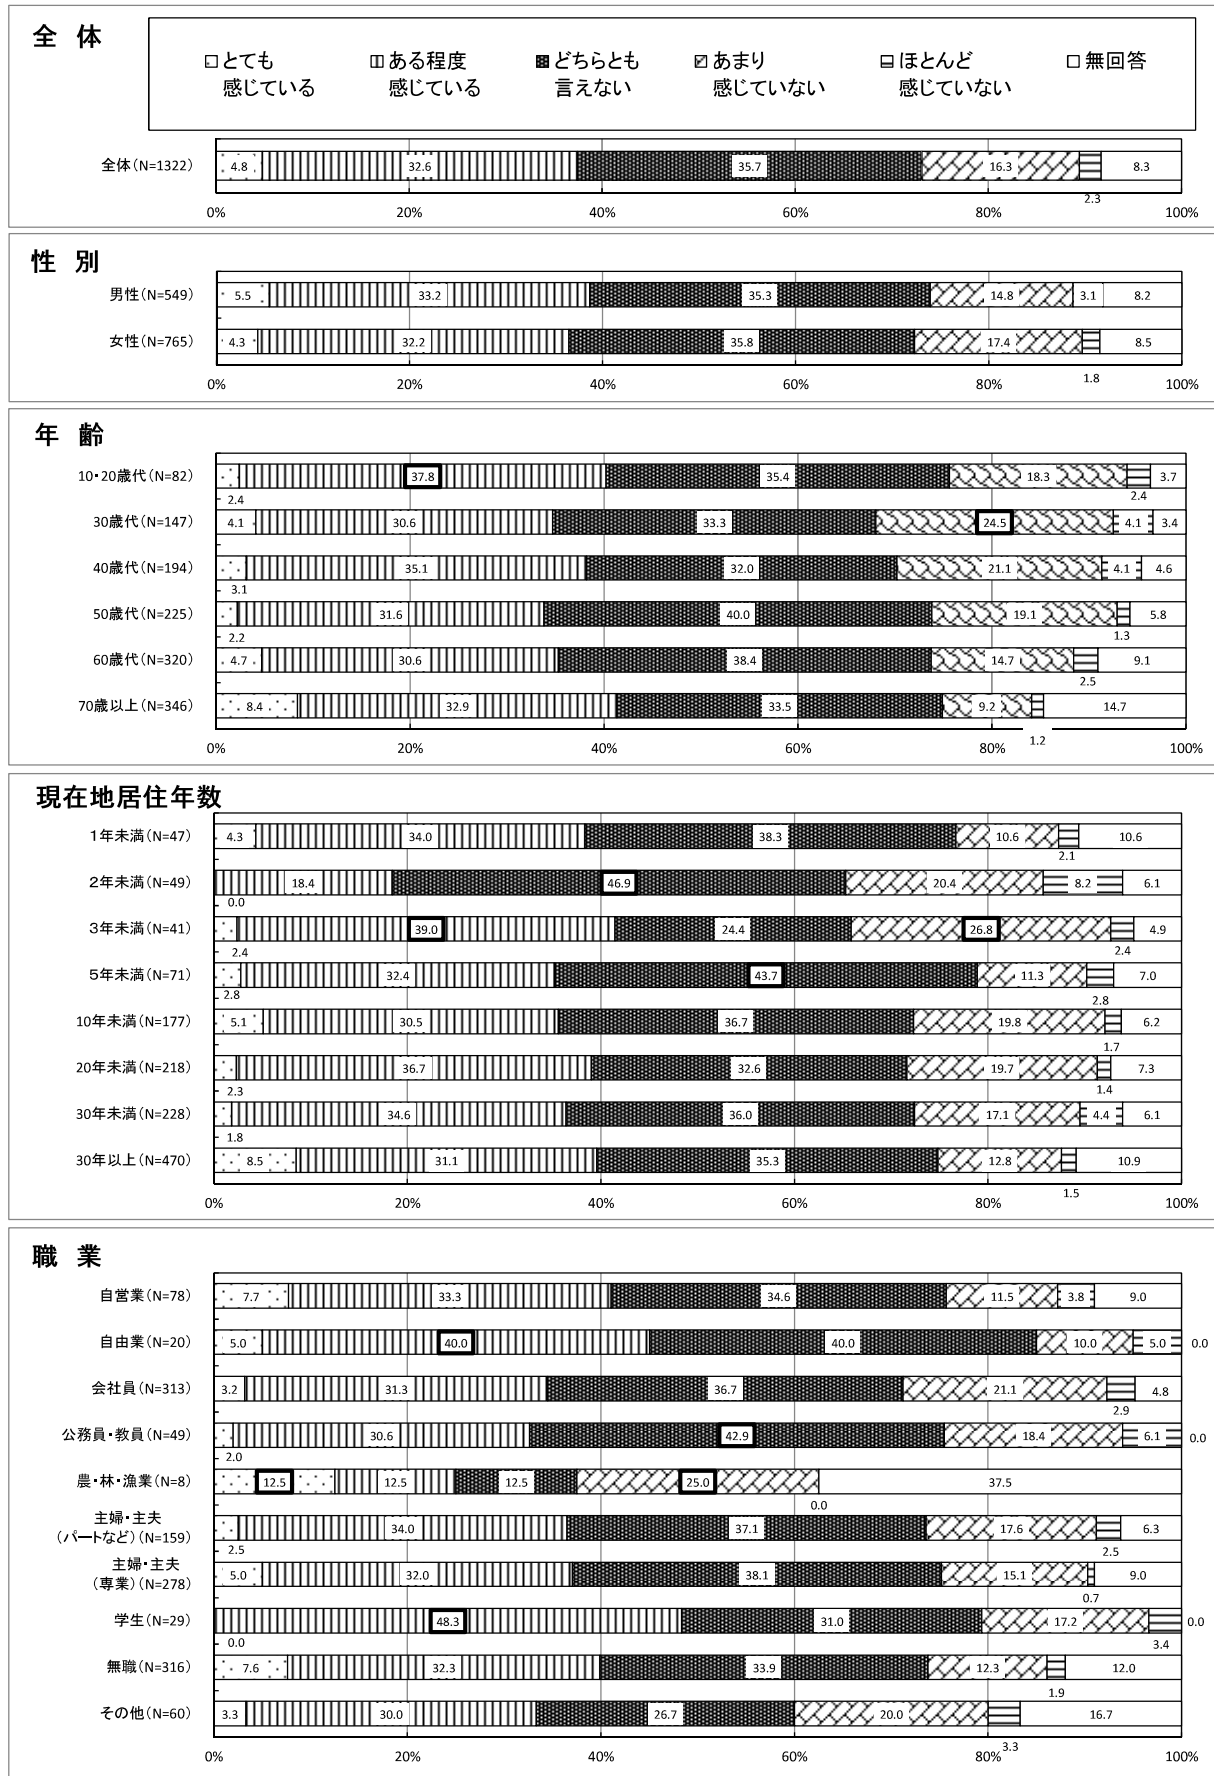 全 体
とても 感じている
ある程度 感じている
どちらとも 言えない
あまり 感じていない
ほとんど 感じていない
無回答
全体(N=1322) 4.8 32.6 35.7 16.3 2.3 8.3
0% 20% 40% 60% 80% 100%
性 別
男性(N=549) 5.5 33.2 35.3 14.8 3.1 8.2
女性(N=765) 4.3 32.2 35.8 17.4 1.8 8.5
0% 20% 40% 60% 80% 100%
年 齢
10・20歳代(N=82) 2.4 37.8 35.4 18.3 2.4 3.7
30歳代(N=147) 4.1 30.6 33.3 24.5 4.1 3.4
40歳代(N=194) 3.1 35.1 32.0 21.1 4.1 4.6
50歳代(N=225) 2.2 31.6 40.0 19.1 1.3 5.8
60歳代(N=320) 4.7 30.6 38.4 14.7 2.5 9.1
70歳以上(N=346) 8.4 32.9 33.5 9.2 1.2 14.7
0% 20% 40% 60% 80% 100%
現在地居住年数
1年未満(N=47) 4.3 34.0 38.3 10.6 2.1 10.6
2年未満(N=49) 0.0 18.4 46.9 20.4 8.2 6.1
3年未満(N=41) 2.4 39.0 24.4 26.8 2.4 4.9
5年未満(N=71) 2.8 32.4 43.7 11.3 2.8 7.0
10年未満(N=177) 5.1 30.5 36.7 19.8 1.7 6.2
20年未満(N=218) 2.3 36.7 32.6 19.7 1.4 7.3
30年未満(N=228) 1.8 34.6 36.0 17.1 4.4 6.1
30年以上(N=470) 8.5 31.1 35.3 12.8 1.5 10.9
0% 20% 40% 60% 80% 100%
職 業
自営業(N=78) 7.7 33.3 34.6 11.5 3.8 9.0
自由業(N=20) 5.0 40.0 40.0 10.0 5.0 0.0
会社員(N=313) 3.2 31.3 36.7 21.1 2.9 4.8
公務員・教員(N=49) 2.0 30.6 42.9 18.4 6.1 0.0
農・林・漁業(N=8) 12.5 12.5 12.5 25.0 0.0 37.5
主婦・主夫
(パートなど)(N=159) 2.5 34.0 37.1 17.6 2.5 6.3
主婦・主夫
(専業)(N=278) 5.0 32.0 38.1 15.1 0.7 9.0
学生(N=29) 0.0 48.3 31.0 17.2 3.4 0.0
無職(N=316) 7.6 32.3 33.9 12.3 1.9 12.0
その他(N=60) 3.3 30.0 26.7 20.0 3.3 16.7
0% 20% 40% 60% 80% 100%